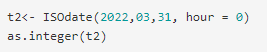 t2<- ISOdate(2022,03,31, hour = 0)
as.integer(t2)